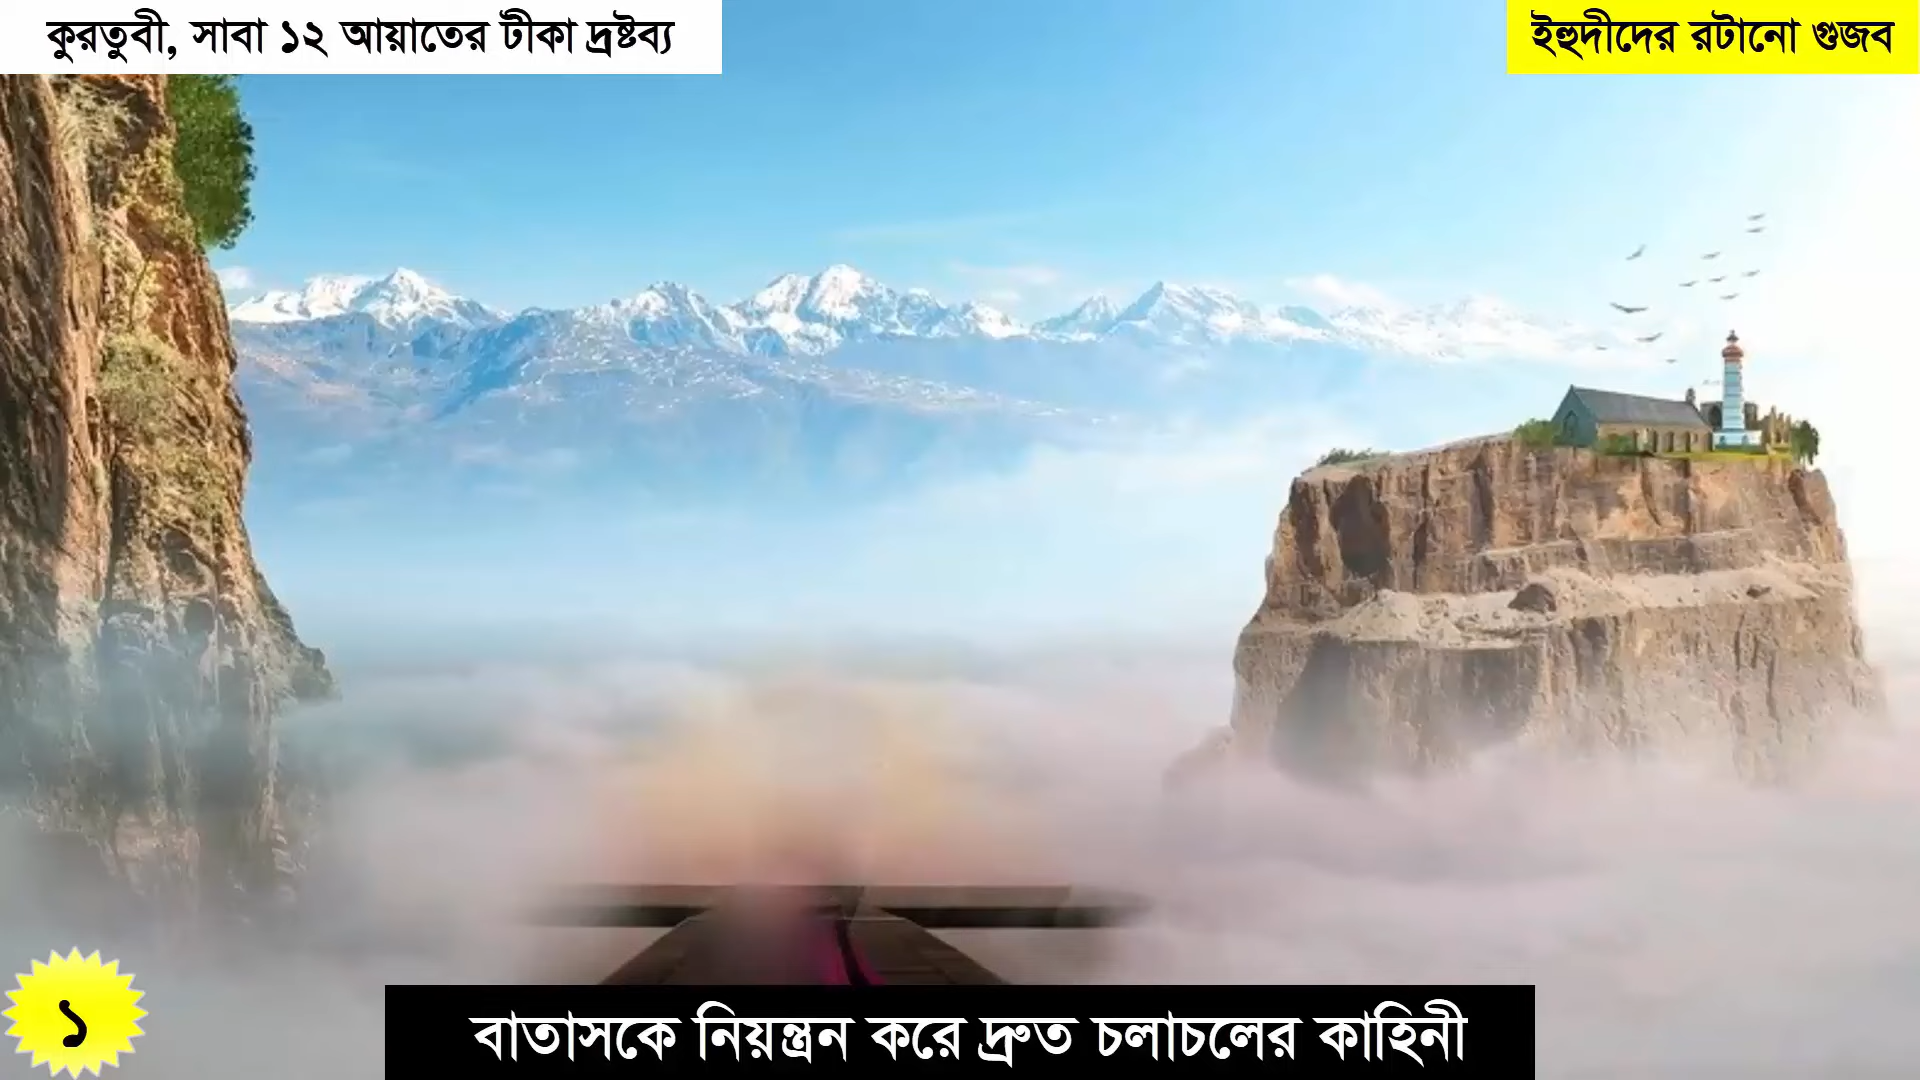 কুরতুবী, সাবা ১২ আয়াতের টীকা দ্রষ্টব্য
ইহুদীদের রটানো গুজব
১
বাতাসকে নিয়ন্ত্রন করে দ্রুত চলাচলের কাহিনী